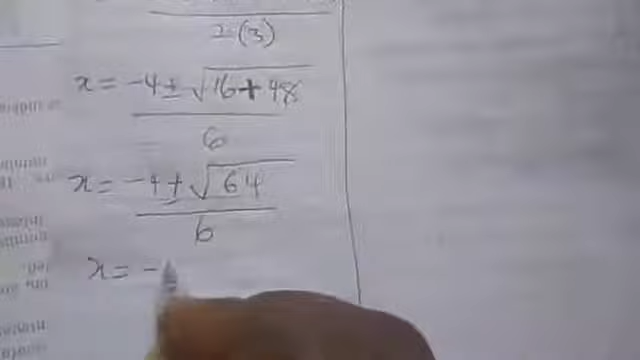 2(3)
x = -4 ± √16 + 48
6
x = -4 ± √64
6
x = -